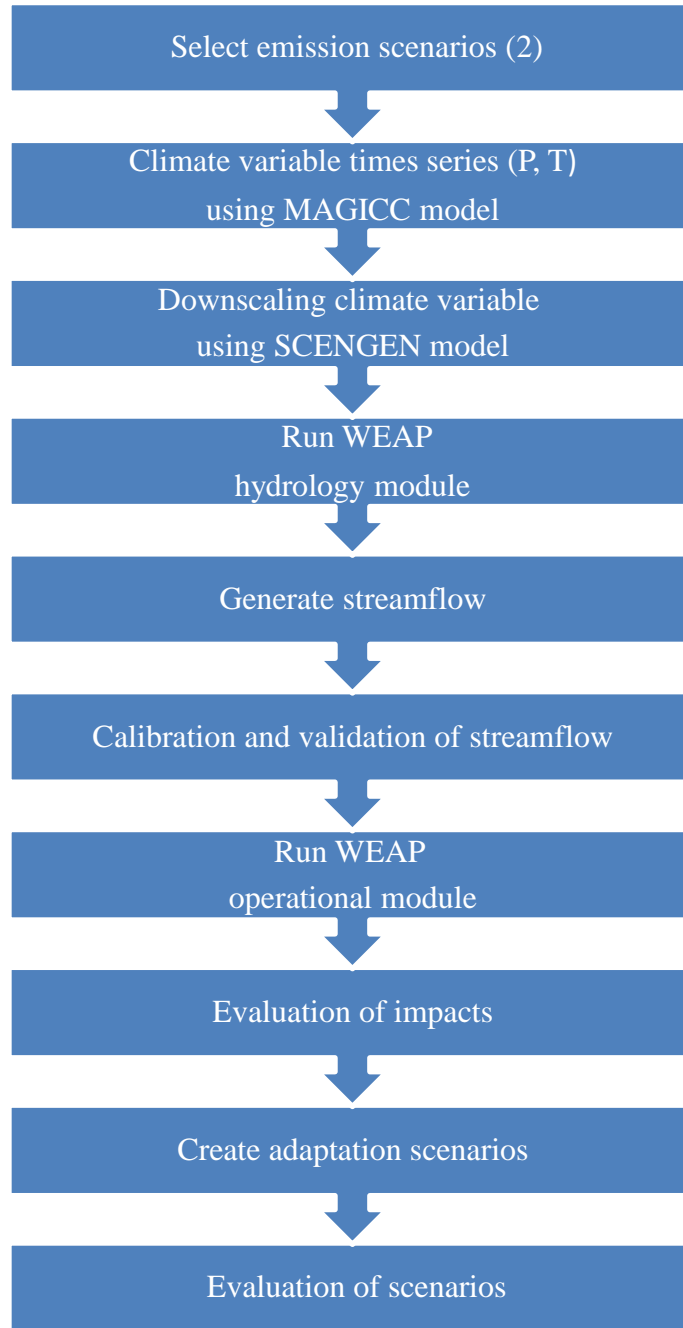 Select emission scenarios (2)
Climate variable times series (P, T)
using MAGICC model
Downscaling climate variable
using SCENGEN model
Run WEAP
hydrology module
Generate streamflow
Calibration and validation of streamflow
Run WEAP
operational module
Evaluation of impacts
Create adaptation scenarios
Evaluation of scenarios